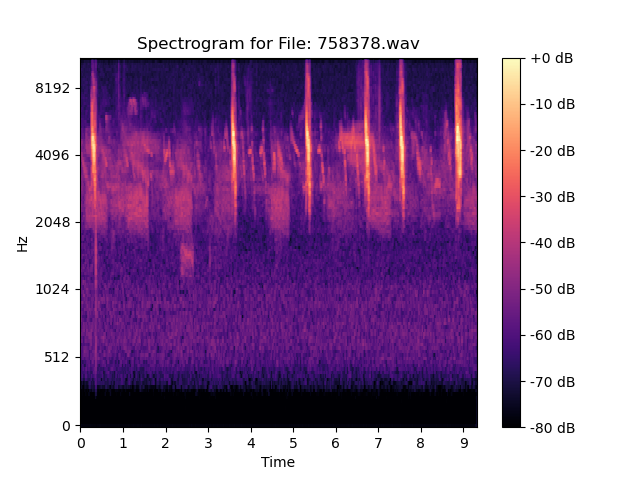 Spectrogram for File: 758378.wav
Hz
8192
4096
2048
1024
512
0
0 1 2 3 4 5 6 7 8 9
Time
+0 dB
-10 dB
-20 dB
-30 dB
-40 dB
-50 dB
-60 dB
-70 dB
-80 dB